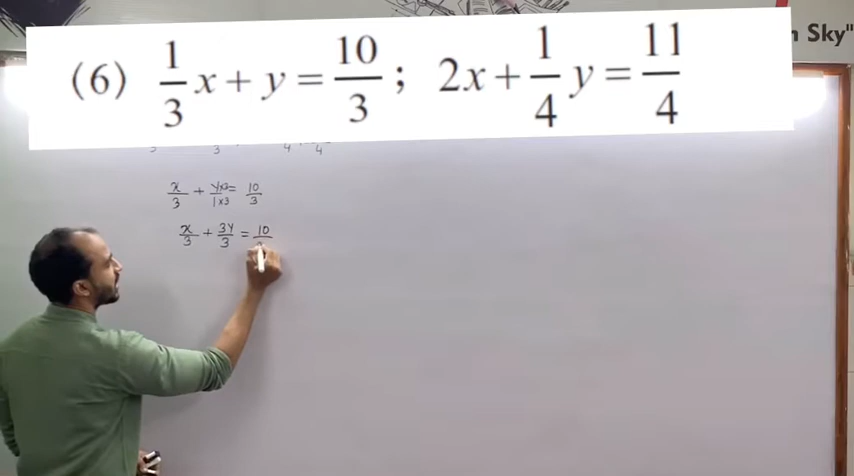 n Sky"
(6) 1/3 x + y = 10/3 ; 2x + 1/4 y = 11/4
x/3 + y×3/1×3 = 10/3
x/3 + 3y/3 = 10